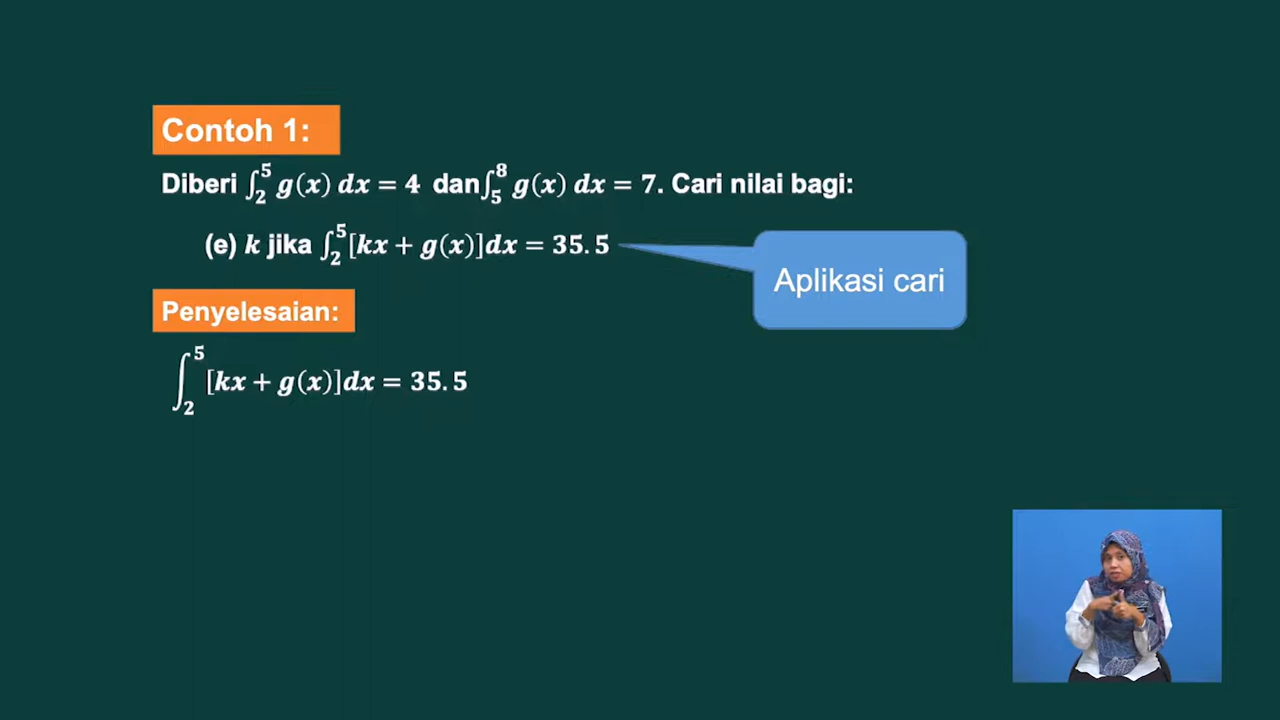 Contoh 1:
Diberi ∫₂⁵ g(x) dx = 4 dan ∫₅⁸ g(x) dx = 7. Cari nilai bagi:
(e) k jika ∫₂⁵ [kx + g(x)]dx = 35.5
Aplikasi cari
Penyelesaian:
∫₂⁵ [kx + g(x)]dx = 35.5